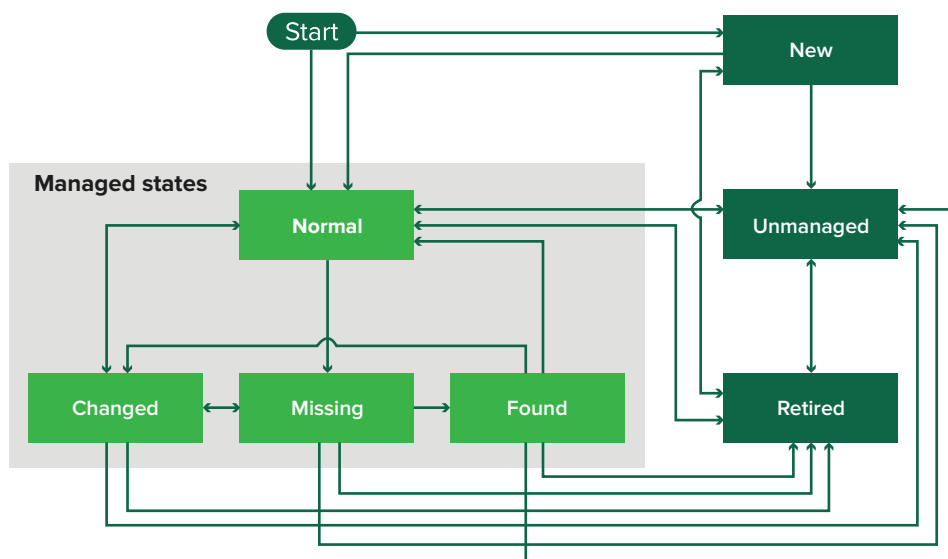 Start
New
Managed states
Normal
Unmanaged
Changed
Missing
Found
Retired